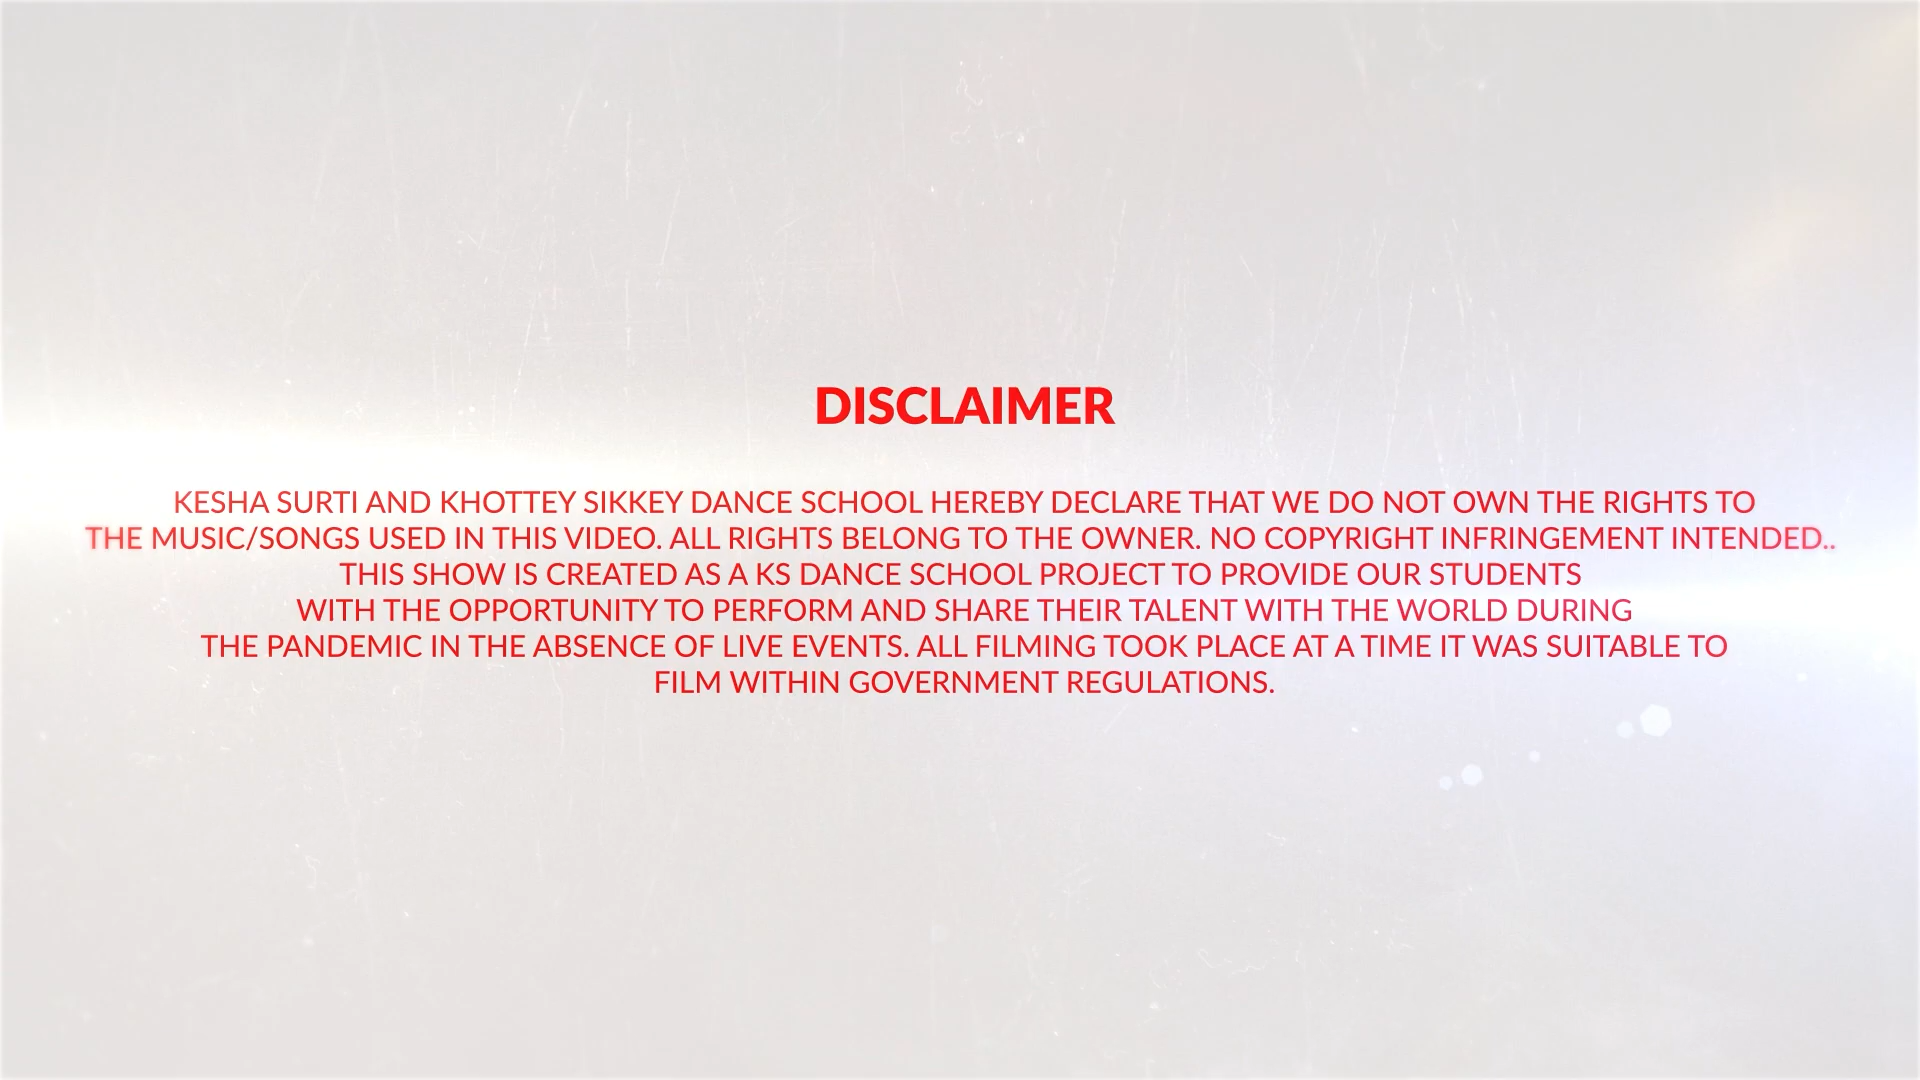 DISCLAIMER
KESHA SURTI AND KHOTTEY SIKKEY DANCE SCHOOL HEREBY DECLARE THAT WE DO NOT OWN THE RIGHTS TO
THE MUSIC/SONGS USED IN THIS VIDEO. ALL RIGHTS BELONG TO THE OWNER. NO COPYRIGHT INFRINGEMENT INTENDED..
THIS SHOW IS CREATED AS A KS DANCE SCHOOL PROJECT TO PROVIDE OUR STUDENTS
WITH THE OPPORTUNITY TO PERFORM AND SHARE THEIR TALENT WITH THE WORLD DURING
THE PANDEMIC IN THE ABSENCE OF LIVE EVENTS. ALL FILMING TOOK PLACE AT A TIME IT WAS SUITABLE TO
FILM WITHIN GOVERNMENT REGULATIONS.